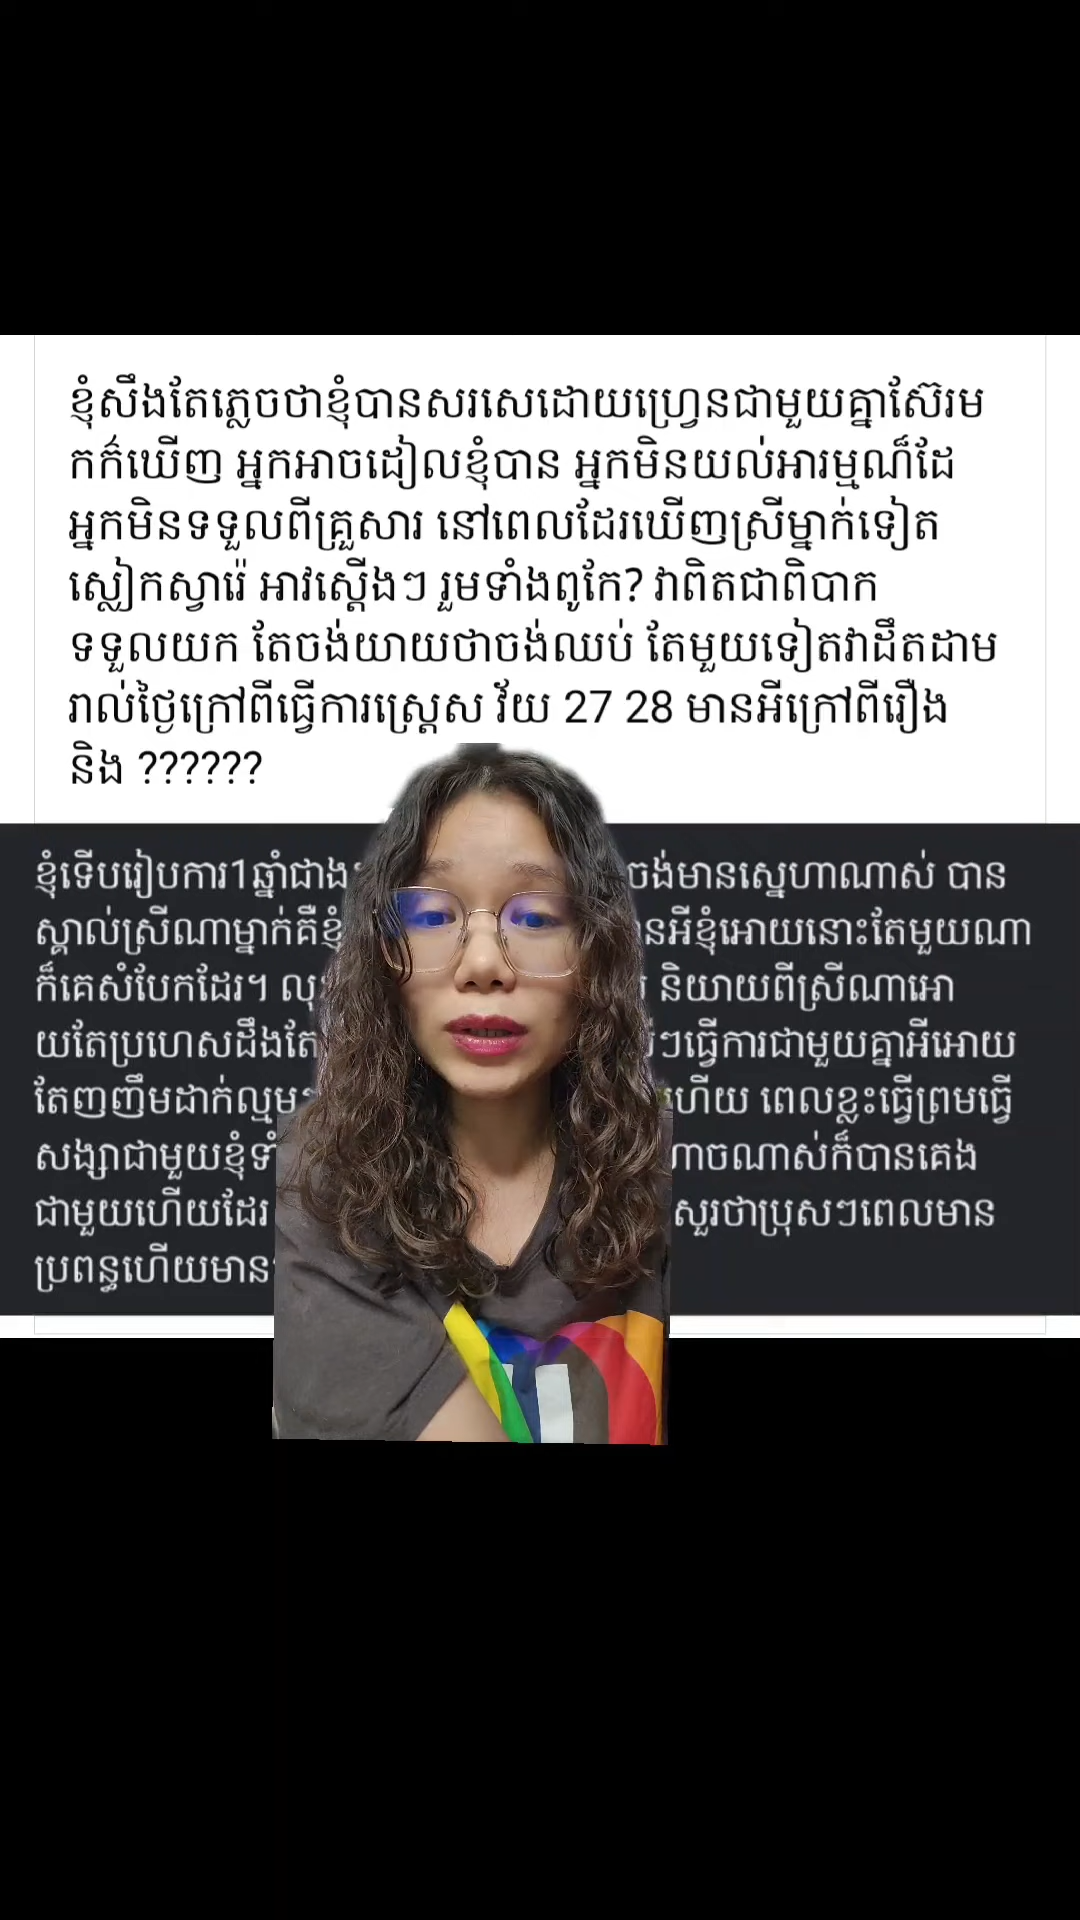 ខ្ញុំសឹងតែភ្លេចថាខ្ញុំបានសរសេដោយហ្វ្រេនជាមួយគ្នាស៊ែរម
កក៌ឃើញ អ្នកអាចដៀលខ្ញុំបាន អ្នកមិនយល់អារម្មណ៏ដែ
អ្នកមិនទទួលពីគ្រួសារ នៅពេលដែរឃើញស្រីម្នាក់ទៀត
ស្លៀកស្វារ៉េ អាវស្តើងៗ រួមទាំងពូកែ? វាពិតជាពិបាក
ទទួលយក តែចង់យាយថាចង់ឈប់ តែមួយទៀតវាដឹតដាម
រាល់ថ្ងៃក្រៅពីធ្វើការស្ត្រេស វ័យ 27 28 មានអីក្រៅពីរឿង
និង ??????
ខ្ញុំទើបរៀបការ1ឆ្នាំជាង ចង់មានស្នេហាណាស់ បាន
ស្គាល់ស្រីណាម្នាក់គឺខ្ញុំ នអីខ្ញុំអោយនោះតែមួយណា
ក៏គេសំបែកដែរ។ និយាយពីស្រីណាអោ
យតែប្រហេសដឹងតែ ៗធ្វើការជាមួយគ្នាអីអោយ
តែញញឹមដាក់ល្មម ហើយ ពេលខ្លះធ្វើព្រមធ្វើ
សង្សាជាមួយខ្ញុំទាំ ហាចណាស់ក៏បានគេង
ជាមួយហើយដែរ សួរថាប្រុសៗពេលមាន
ប្រពន្ធហើយមាន